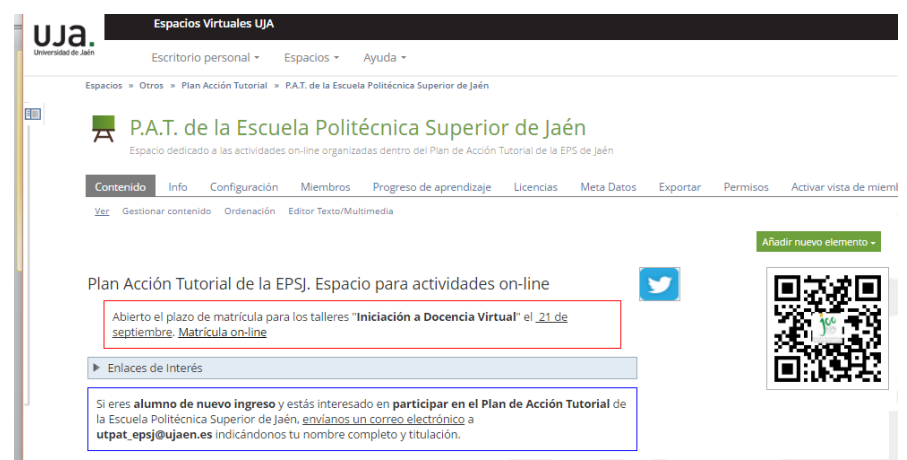 uja.
Universidad de Jaén
Espacios Virtuales UJA
Escritorio personal
Espacios
Ayuda
Espacios » Otros » Plan Acción Tutorial » P.A.T. de la Escuela Politécnica Superior de Jaén
P.A.T. de la Escuela Politécnica Superior de Jaén
Espacio dedicado a las actividades on-line organizadas dentro del Plan de Acción Tutorial de la EPS de Jaén
Contenido Info Configuración Miembros Progreso de aprendizaje Licencias Meta Datos Exportar Permisos Activar vista de miem
Ver Gestionar contenido Ordenación Editor Texto/Multimedia
Añadir nuevo elemento
Plan Acción Tutorial de la EPSJ. Espacio para actividades on-line
Abierto el plazo de matrícula para los talleres "Iniciación a Docencia Virtual" el 21 de
septiembre. Matrícula on-line
Enlaces de Interés
Si eres alumno de nuevo ingreso y estás interesado en participar en el Plan de Acción Tutorial de
la Escuela Politécnica Superior de Jaén, envíanos un correo electrónico a
utpat_epsj@ujaen.es indicándonos tu nombre completo y titulación.